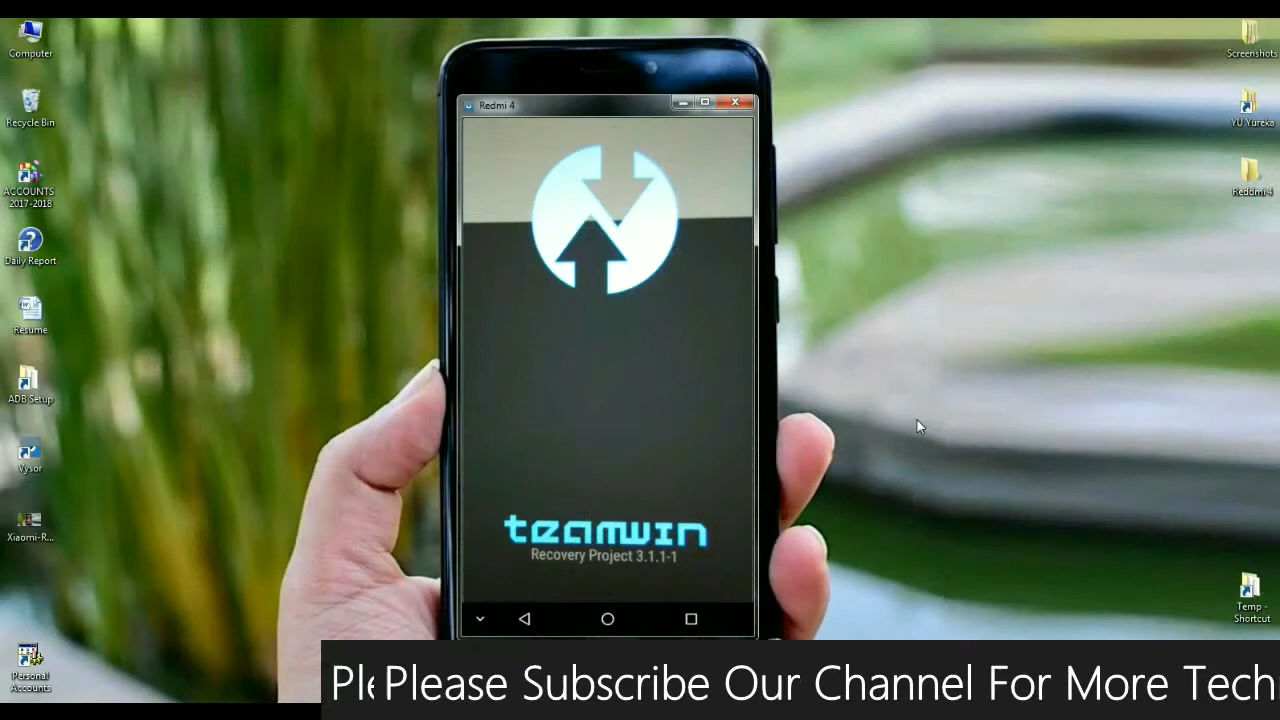 Computer
Recycle Bin
ACCOUNTS
2017-2018
Daily Report
Resume
ADB Setup
Vysor
Xiaomi-R...
Personal
Accounts
Redmi 4
teamwin
Recovery Project 3.1.1-1
Screenshots
YU Yureka
Redomi 4
Temp -
Shortcut
Ple Please Subscribe Our Channel For More Tech